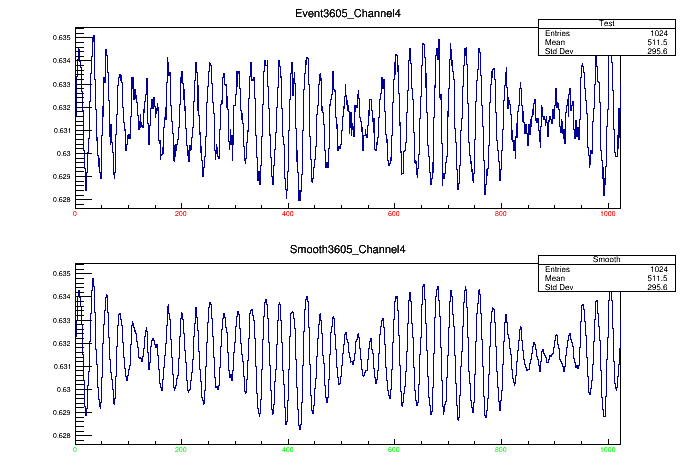 Event3605_Channel4
Test
Entries 1024
Mean 511.5
Std Dev 295.6
0.635
0.634
0.633
0.632
0.631
0.63
0.629
0.628
0 200 400 600 800 1000
Smooth3605_Channel4
Smooth
Entries 1024
Mean 511.5
Std Dev 295.6
0.635
0.634
0.633
0.632
0.631
0.63
0.629
0.628
0 200 400 600 800 1000